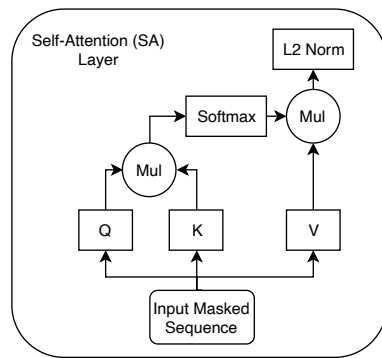 Self-Attention (SA)
Layer
L2 Norm
Softmax
Mul
Mul
Q
K
V
Input Masked
Sequence